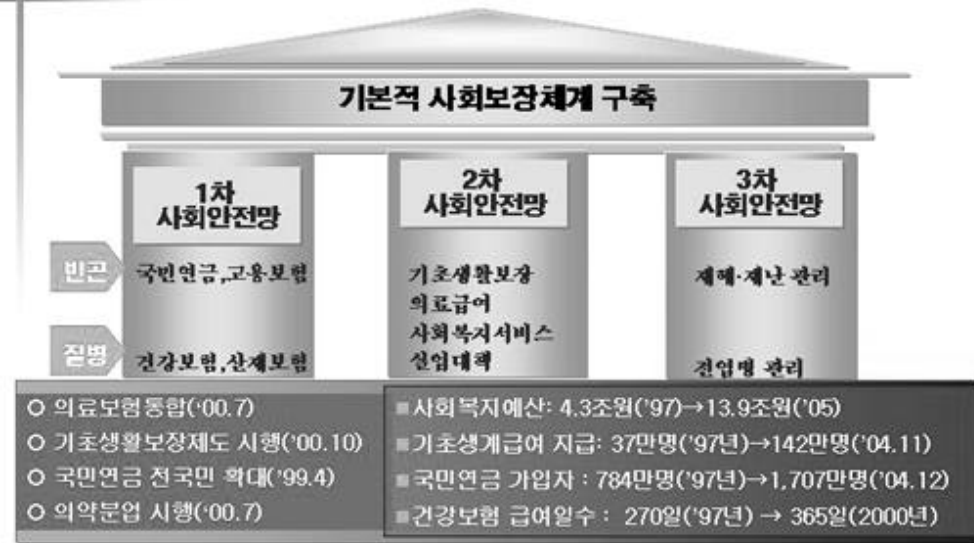 기본적 사회보장체계 구축
1차
사회안전망
2차
사회안전망
3차
사회안전망
빈곤
국민연금,고용보험
기초생활보장
의료급여
사회복지서비스
실업대책
재해·재난 관리
질병
건강보험,산재보험
전염병 관리
○ 의료보험통합('00.7)
○ 기초생활보장제도 시행('00.10)
○ 국민연금 전국민 확대('99.4)
○ 의약분업 시행('00.7)
■사회복지예산: 4.3조원('97)→13.9조원('05)
■기초생계급여 지급: 37만명('97년)→142만명('04.11)
■국민연금 가입자 : 784만명('97년)→1,707만명('04.12)
■건강보험 급여일수 : 270일('97년) → 365일(2000년)